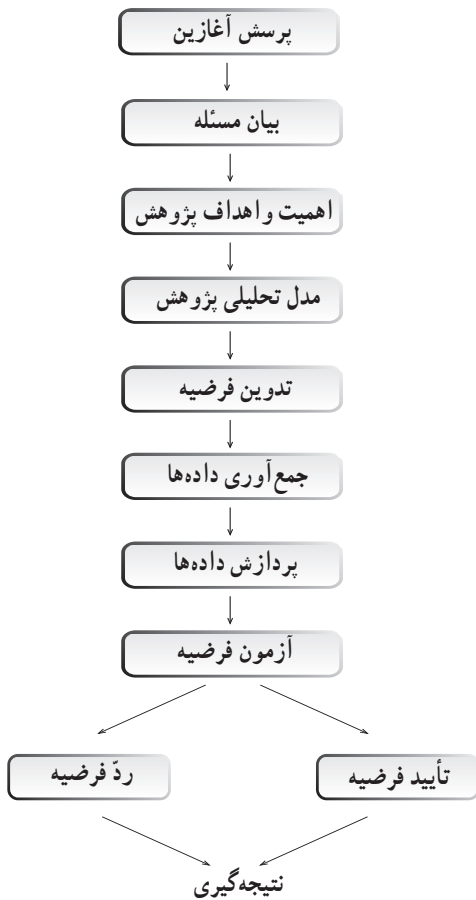 پرسش آغازین
بیان مسئله
اهمیت و اهداف پژوهش
مدل تحلیلی پژوهش
تدوین فرضیه
جمع‌آوری داده‌ها
پردازش داده‌ها
آزمون فرضیه
تأیید فرضیه
ردّ فرضیه
نتیجه‌گیری